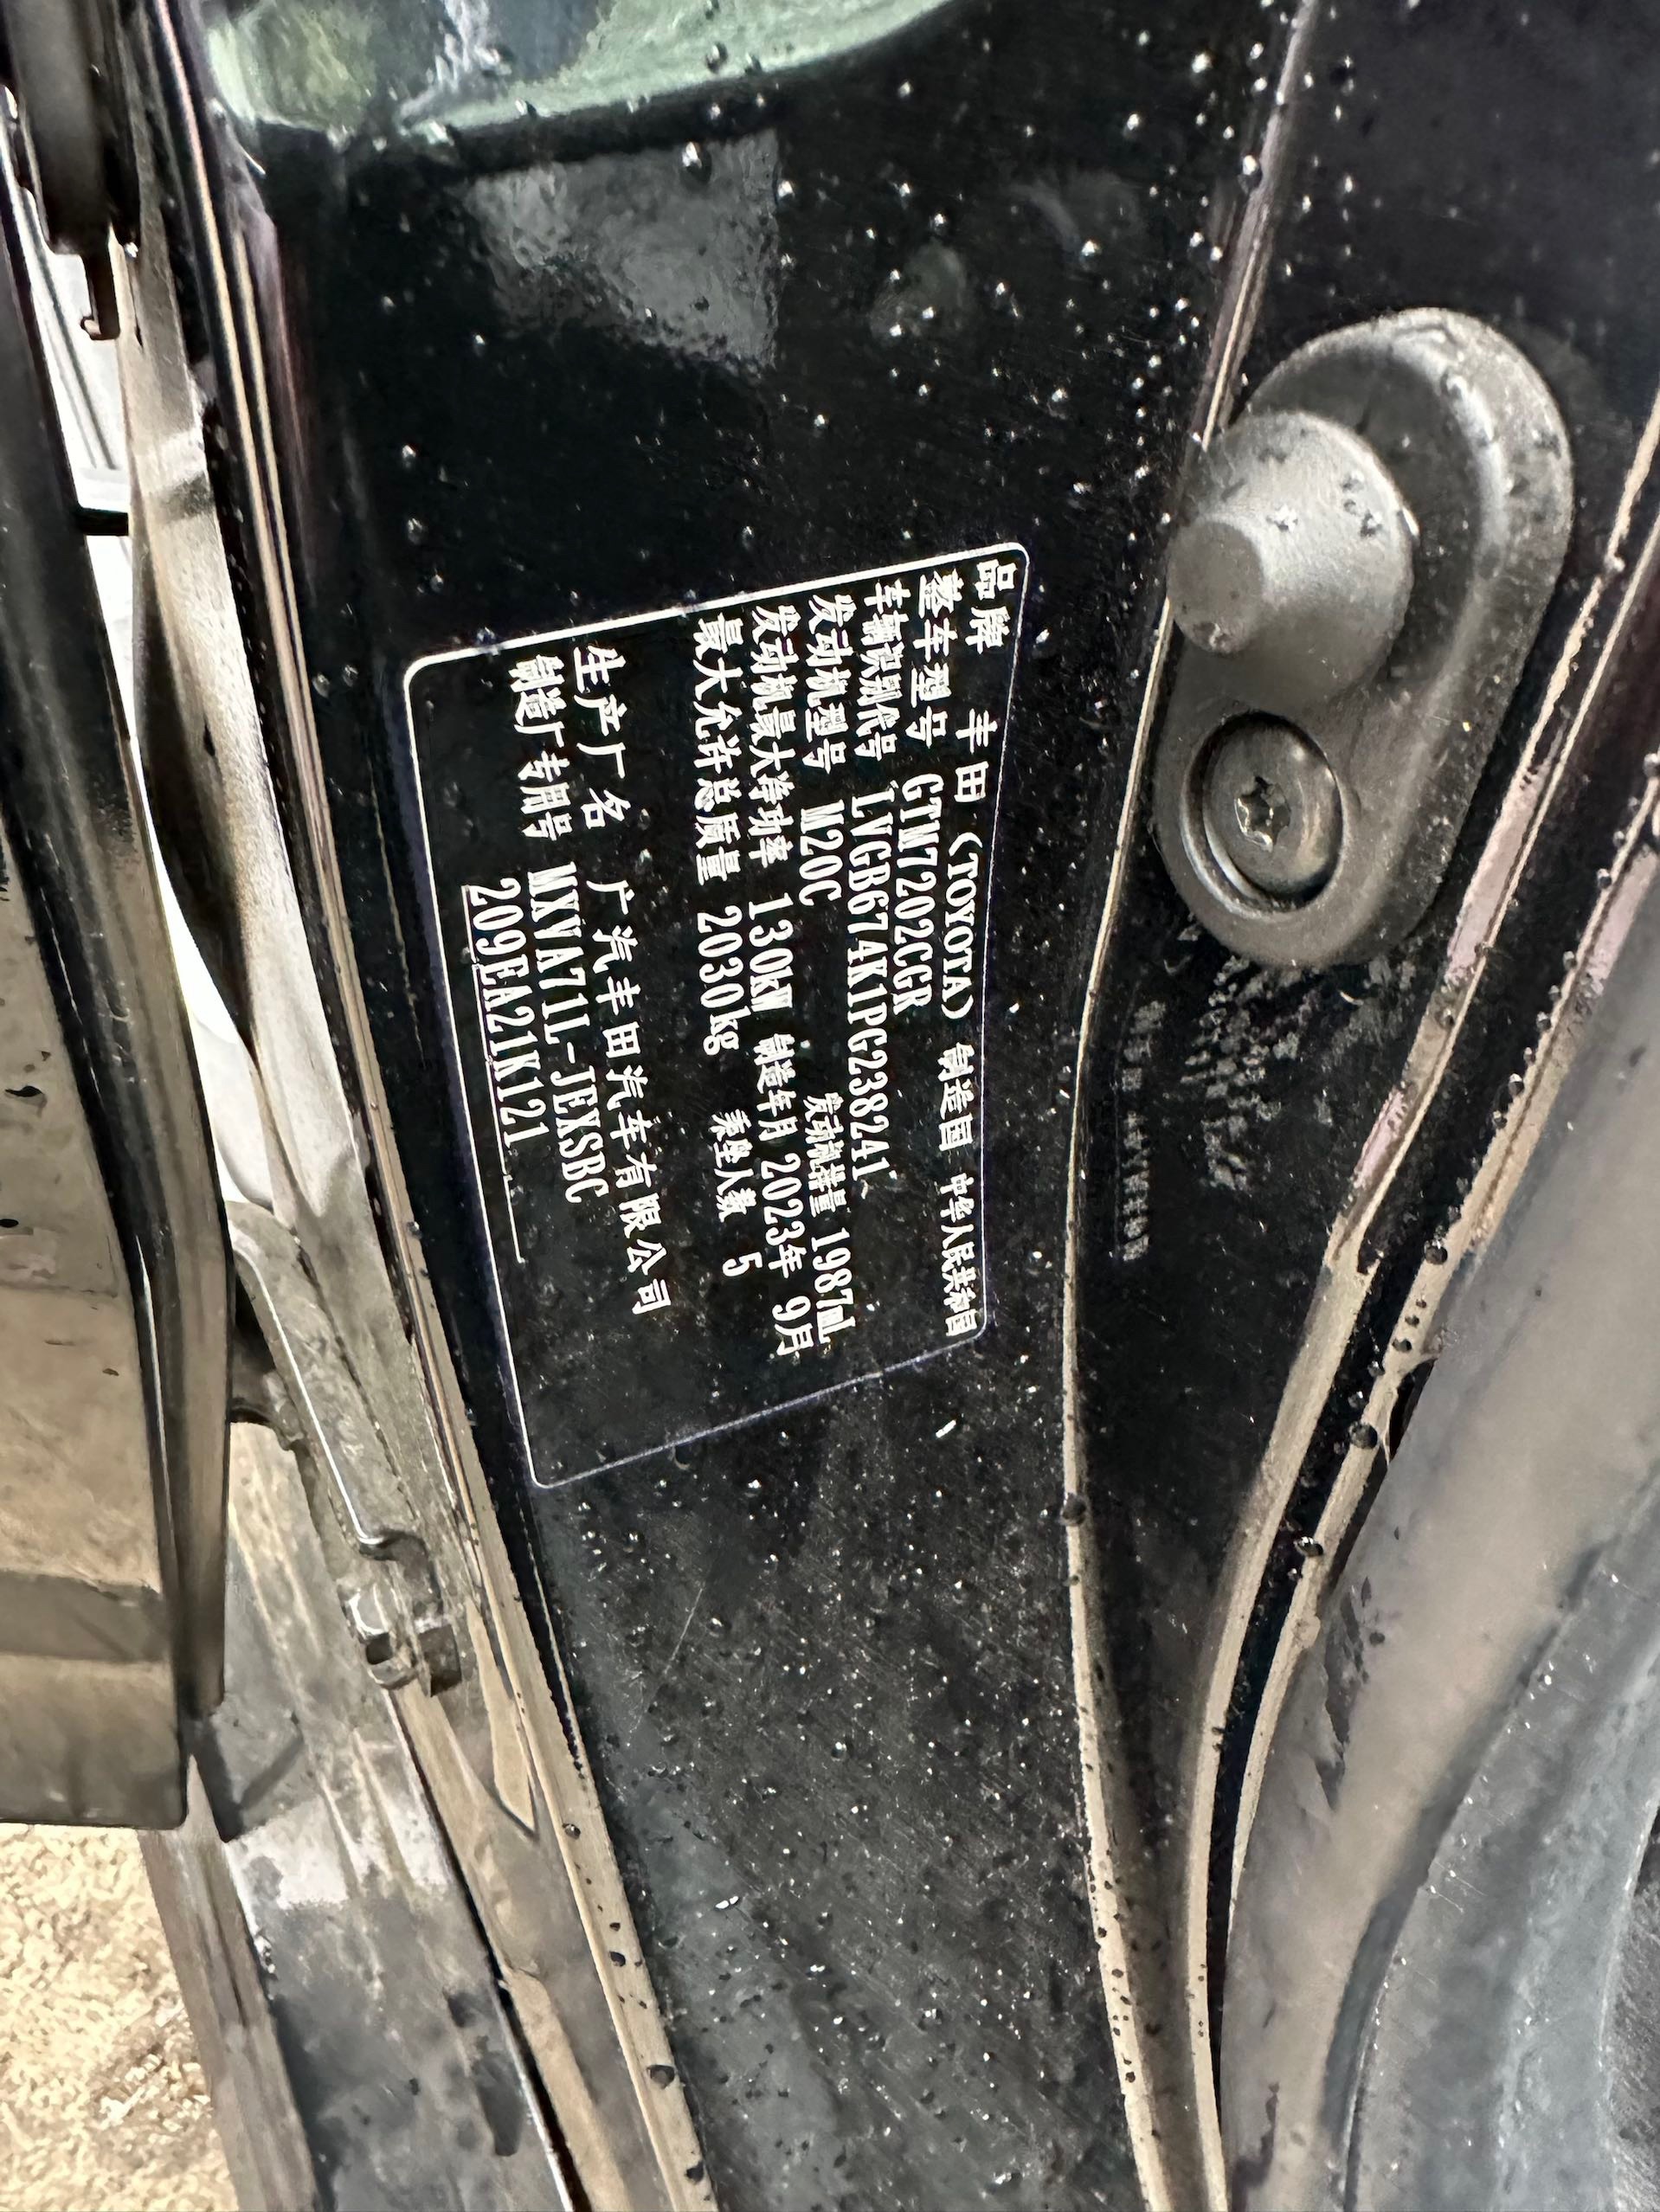 品牌 丰田（TOYOTA） 制造国 中华人民共和国
整车型号 GTM7202CGR
车辆识别代号 LVGB674K1PG238241
发动机型号 M20C 发动机排量 1987mL
发动机最大净功率 130kW 制造年月 2023年 9月
最大允许总质量 2030kg 乘坐人数 5
生产厂名 广汽丰田汽车有限公司
制造厂专用号 MXVA71L-JEXSBC
209EA21K121